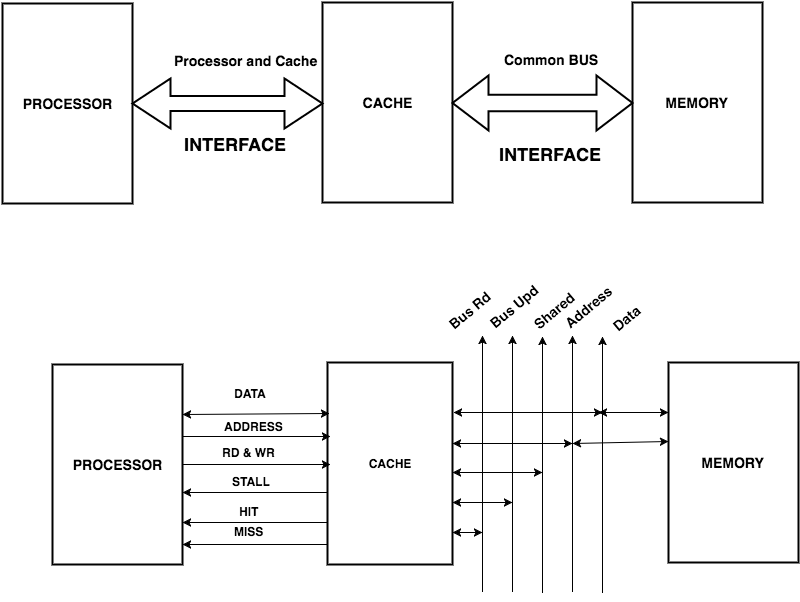 Processor and Cache
Common BUS
PROCESSOR
CACHE
MEMORY
INTERFACE
INTERFACE
Bus Rd
Bus Upd
Shared
Address
Data
DATA
ADDRESS
RD & WR
STALL
HIT
MISS
PROCESSOR
CACHE
MEMORY